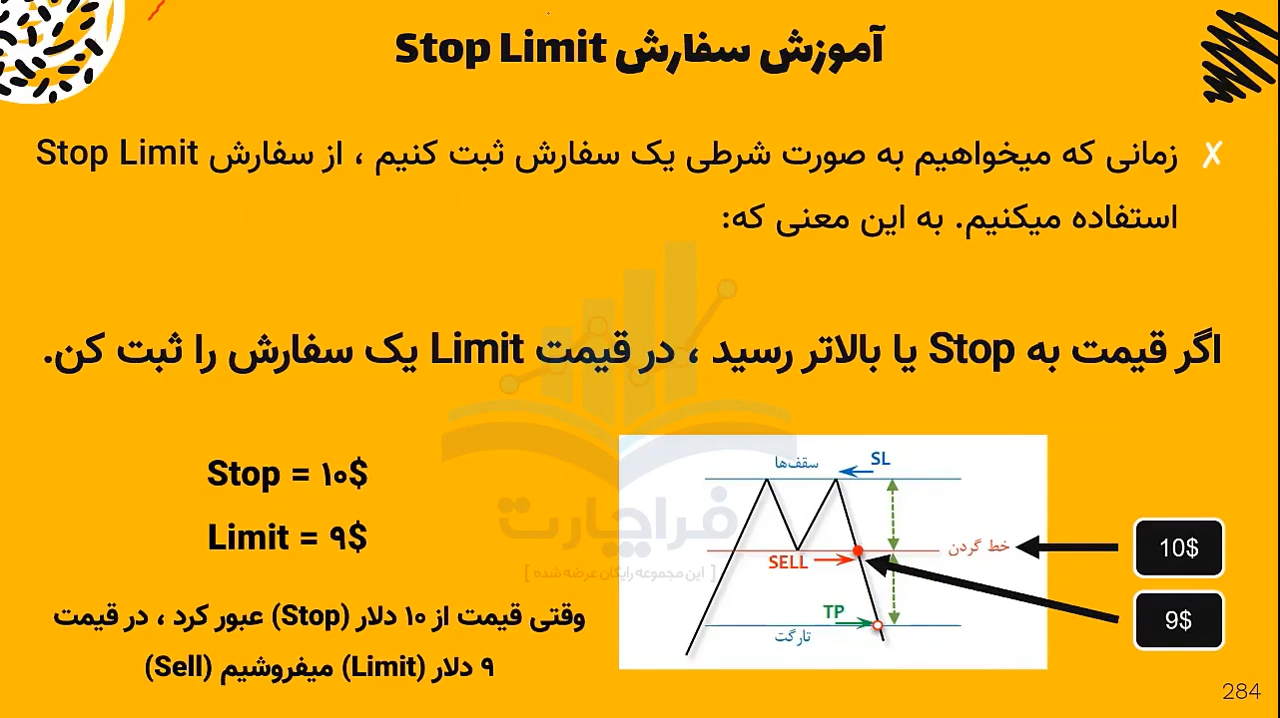 آموزش سفارش Stop Limit
زمانی که میخواهیم به صورت شرطی یک سفارش ثبت کنیم ، از سفارش Stop Limit
استفاده میکنیم. به این معنی که:
اگر قیمت به Stop یا بالاتر رسید ، در قیمت Limit یک سفارش را ثبت کن.
Stop = ۱۰$
Limit = ۹$
وقتی قیمت از ۱۰ دلار (Stop) عبور کرد ، در قیمت
۹ دلار (Limit) میفروشیم (Sell)
سقف‌ها
SL
خط گردن
SELL
TP
تارگت
10$
9$
فراچارت
[ این مجموعه رایگان عرضه شده ]
284